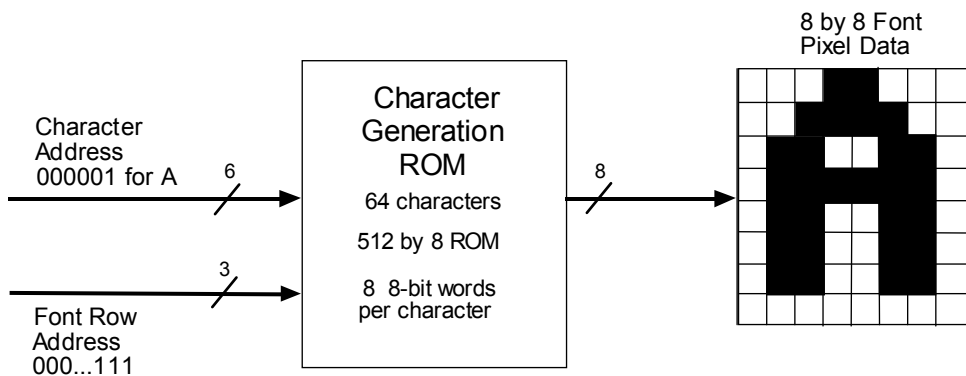 8 by 8 Font
Pixel Data
Character
Address
000001 for A
6
Character
Generation
ROM
64 characters
512 by 8 ROM
8 8-bit words
per character
8
3
Font Row
Address
000...111